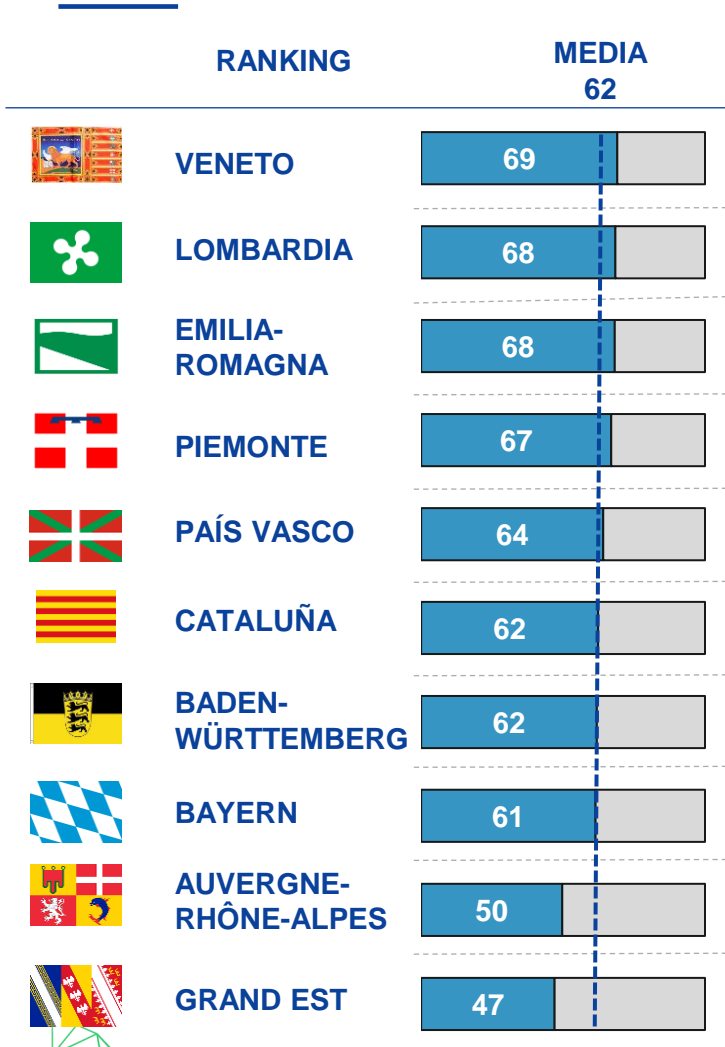 RANKING
MEDIA
62
VENETO
69
LOMBARDIA
68
EMILIA-
ROMAGNA
68
PIEMONTE
67
PAÍS VASCO
64
CATALUÑA
62
BADEN-
WÜRTTEMBERG
62
BAYERN
61
AUVERGNE-
RHÔNE-ALPES
50
GRAND EST
47